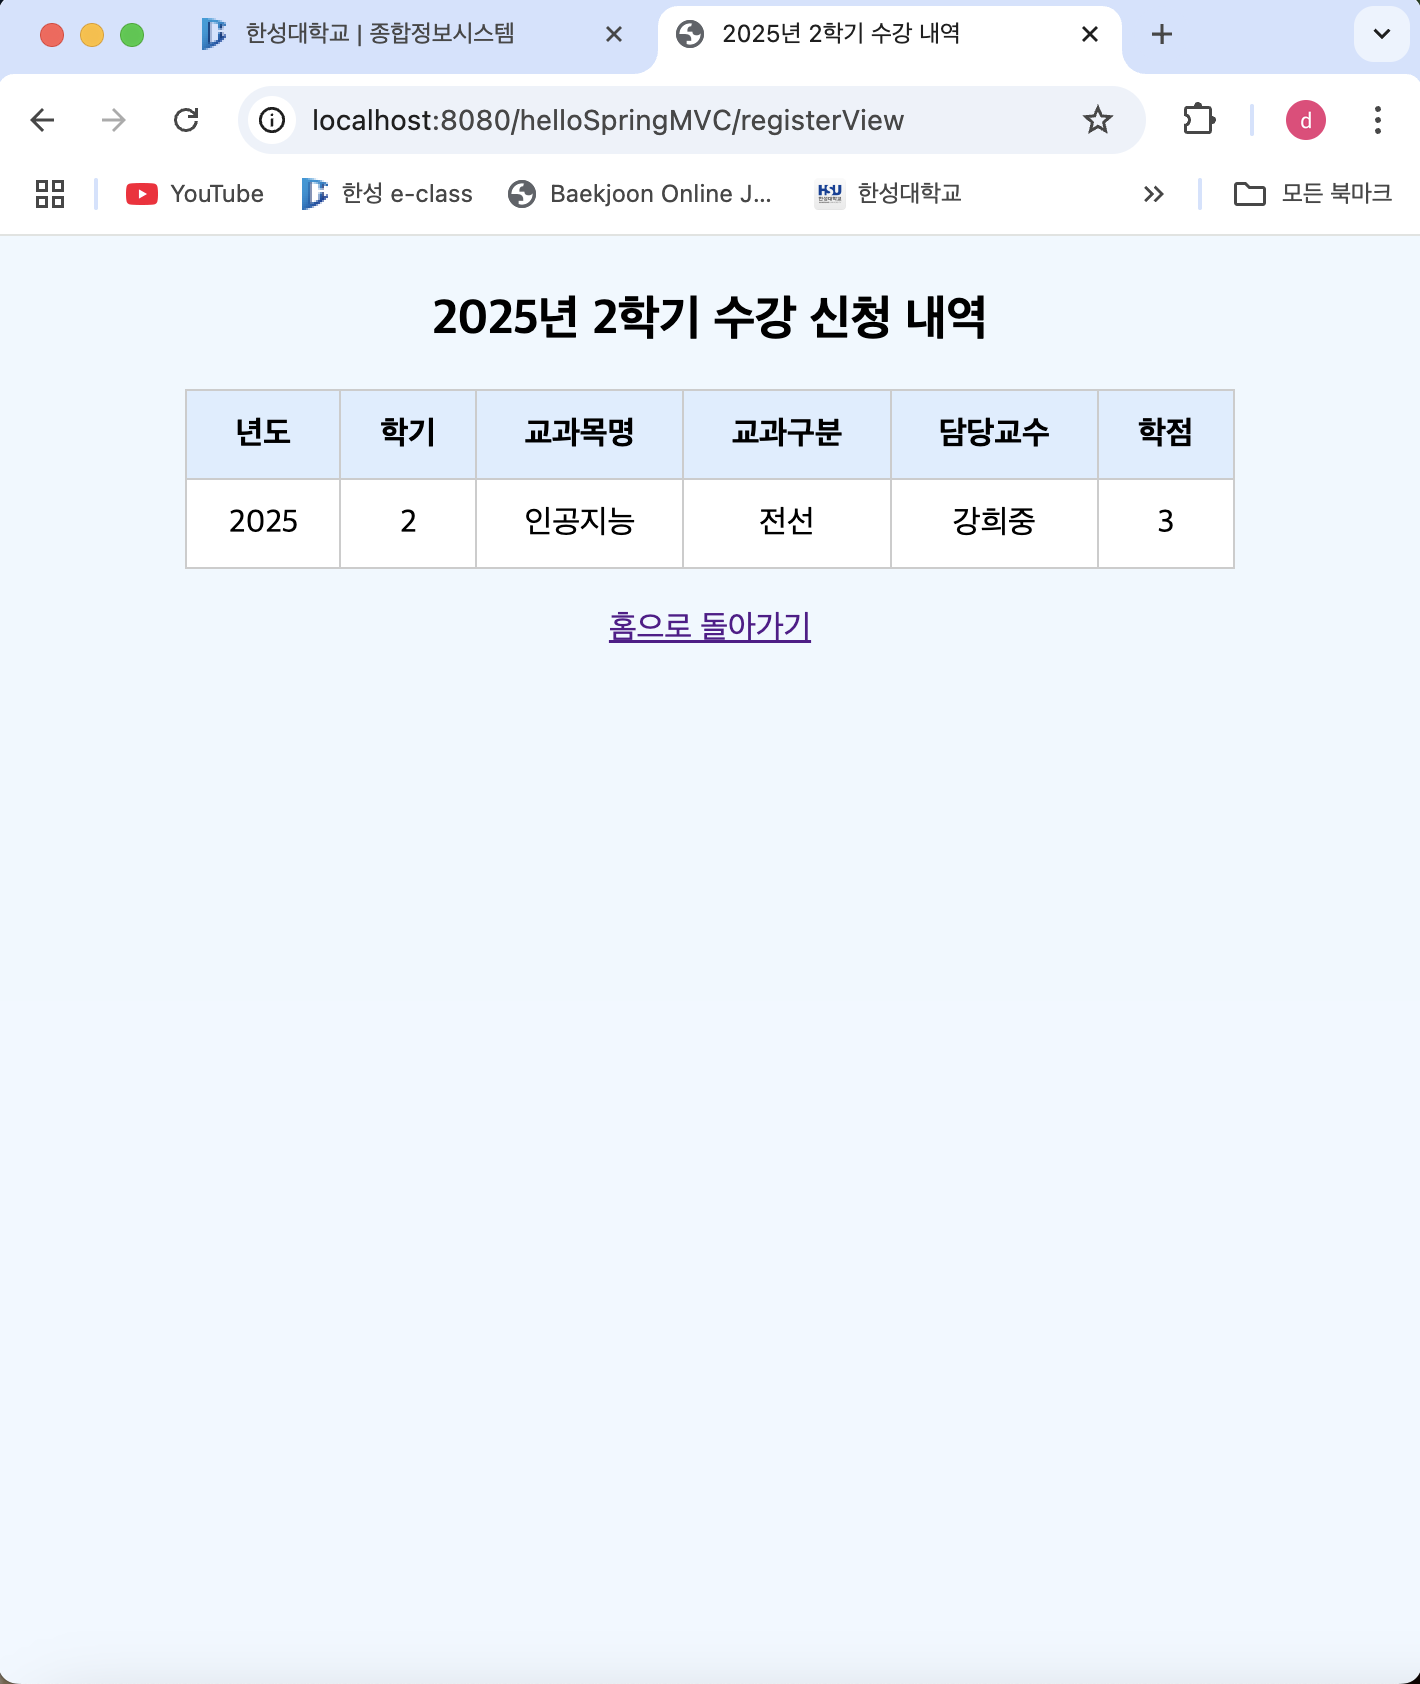 한성대학교 | 종합정보시스템
2025년 2학기 수강 내역
localhost:8080/helloSpringMVC/registerView
d
YouTube
한성 e-class
Baekjoon Online J...
HSU
한성대학교
모든 북마크
2025년 2학기 수강 신청 내역
년도 학기 교과목명 교과구분 담당교수 학점
2025 2 인공지능 전선 강희중 3
홈으로 돌아가기